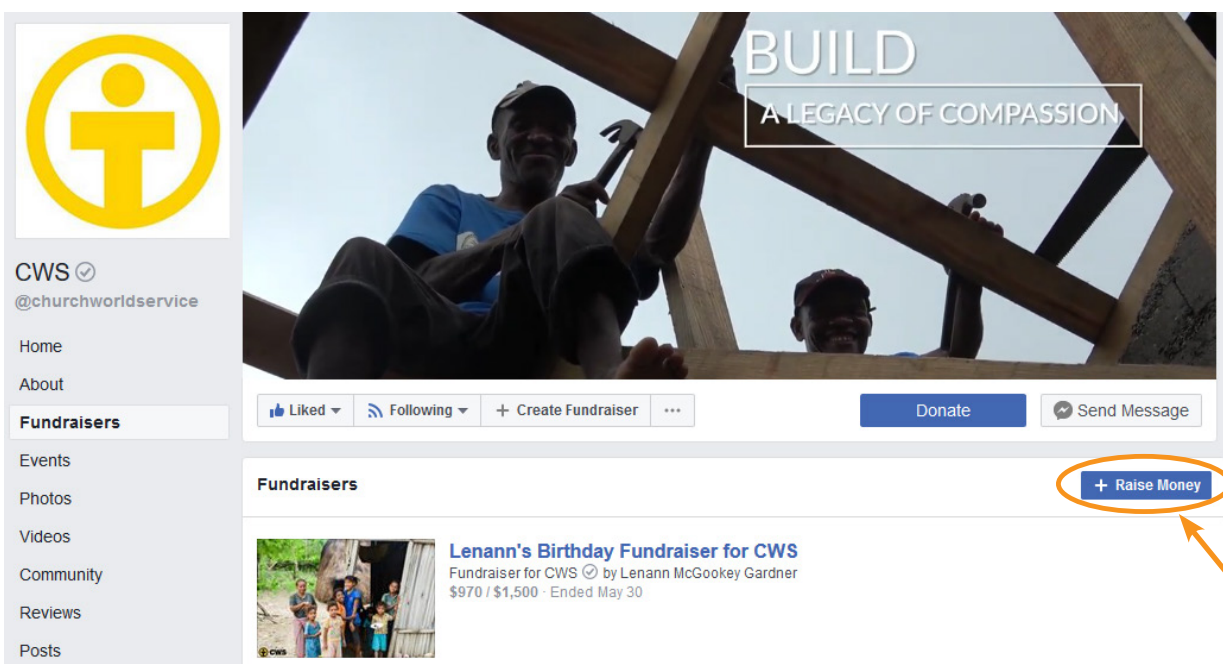 BUILD
A LEGACY OF COMPASSION
CWS
@churchworldservice
Home
About
Fundraisers
Events
Photos
Videos
Community
Reviews
Posts
Liked
Following
+ Create Fundraiser
...
Donate
Send Message
Fundraisers
+ Raise Money
Lenann's Birthday Fundraiser for CWS
Fundraiser for CWS by Lenann McGookey Gardner
$970 / $1,500 · Ended May 30
CWS